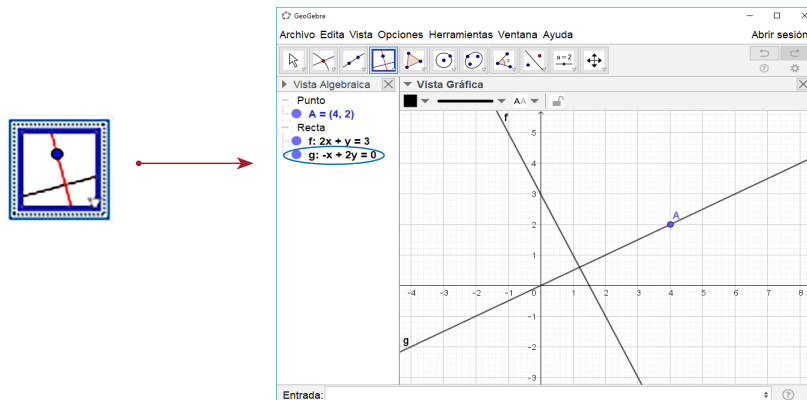 GeoGebra
Archivo Edita Vista Opciones Herramientas Ventana Ayuda
Abrir sesión
a=2
Vista Algebraica
Vista Gráfica
AA
Punto
A = (4, 2)
Recta
f: 2x + y = 3
g: -x + 2y = 0
f
5
4
3
2
A
1
-4 -3 -2 -1 0 1 2 3 4 5 6 7 8
-1
g
-2
-3
Entrada: